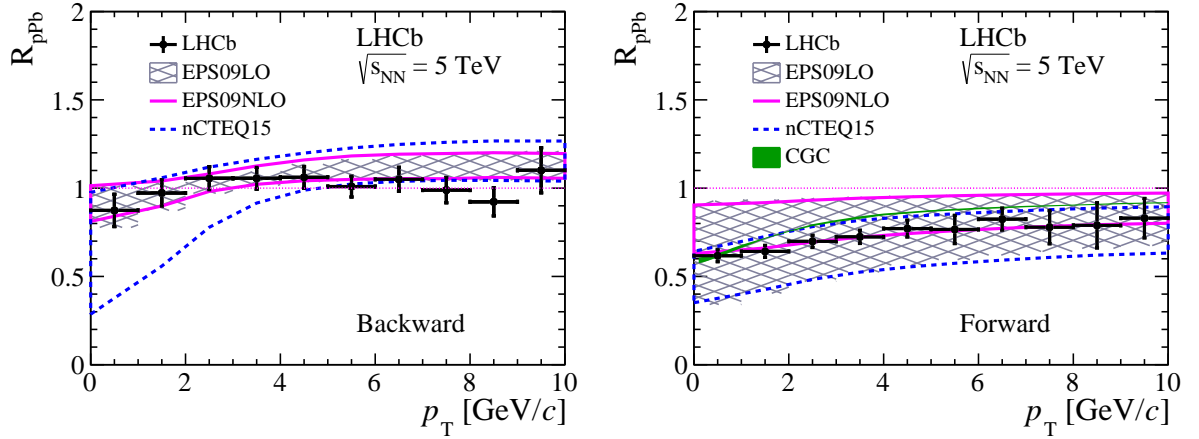 R_pPb
2
1.5
1
0.5
0
LHCb
EPS09LO
EPS09NLO
nCTEQ15
LHCb
√s_NN = 5 TeV
Backward
0 2 4 6 8 10
p_T [GeV/c]
R_pPb
2
1.5
1
0.5
0
LHCb
EPS09LO
EPS09NLO
nCTEQ15
CGC
LHCb
√s_NN = 5 TeV
Forward
0 2 4 6 8 10
p_T [GeV/c]